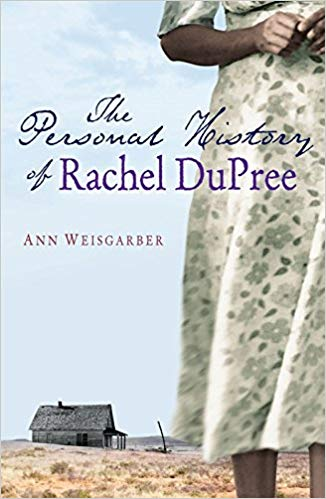 The
Personal History
of Rachel DuPree
ANN WEISGARBER